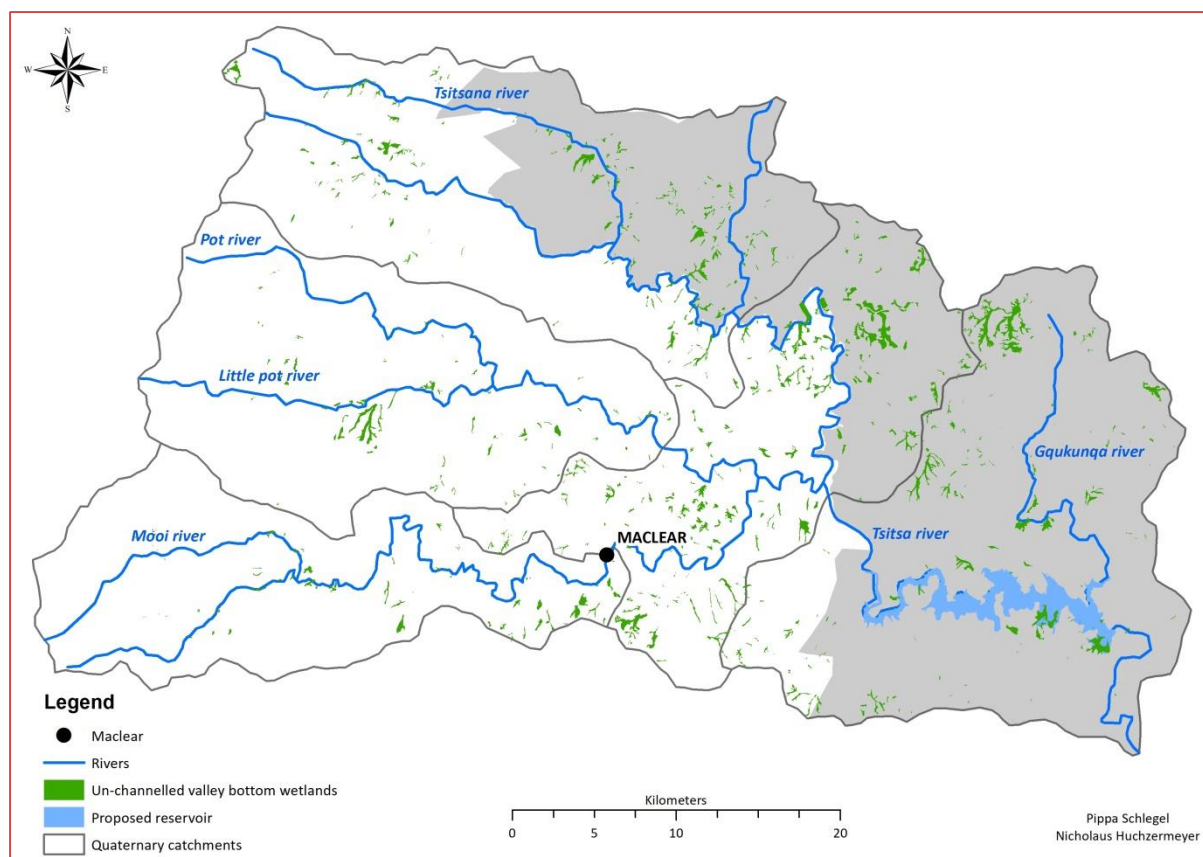 N
W E
S
Tsitsana river
Pot river
Little pot river
Gqukunqa river
Mooi river
MACLEAR
Tsitsa river
Legend
Maclear
Rivers
Un-channelled valley bottom wetlands
Proposed reservoir
Quaternary catchments
Kilometers
0 5 10 20
Pippa Schlegel
Nicholaus Huchzermeyer